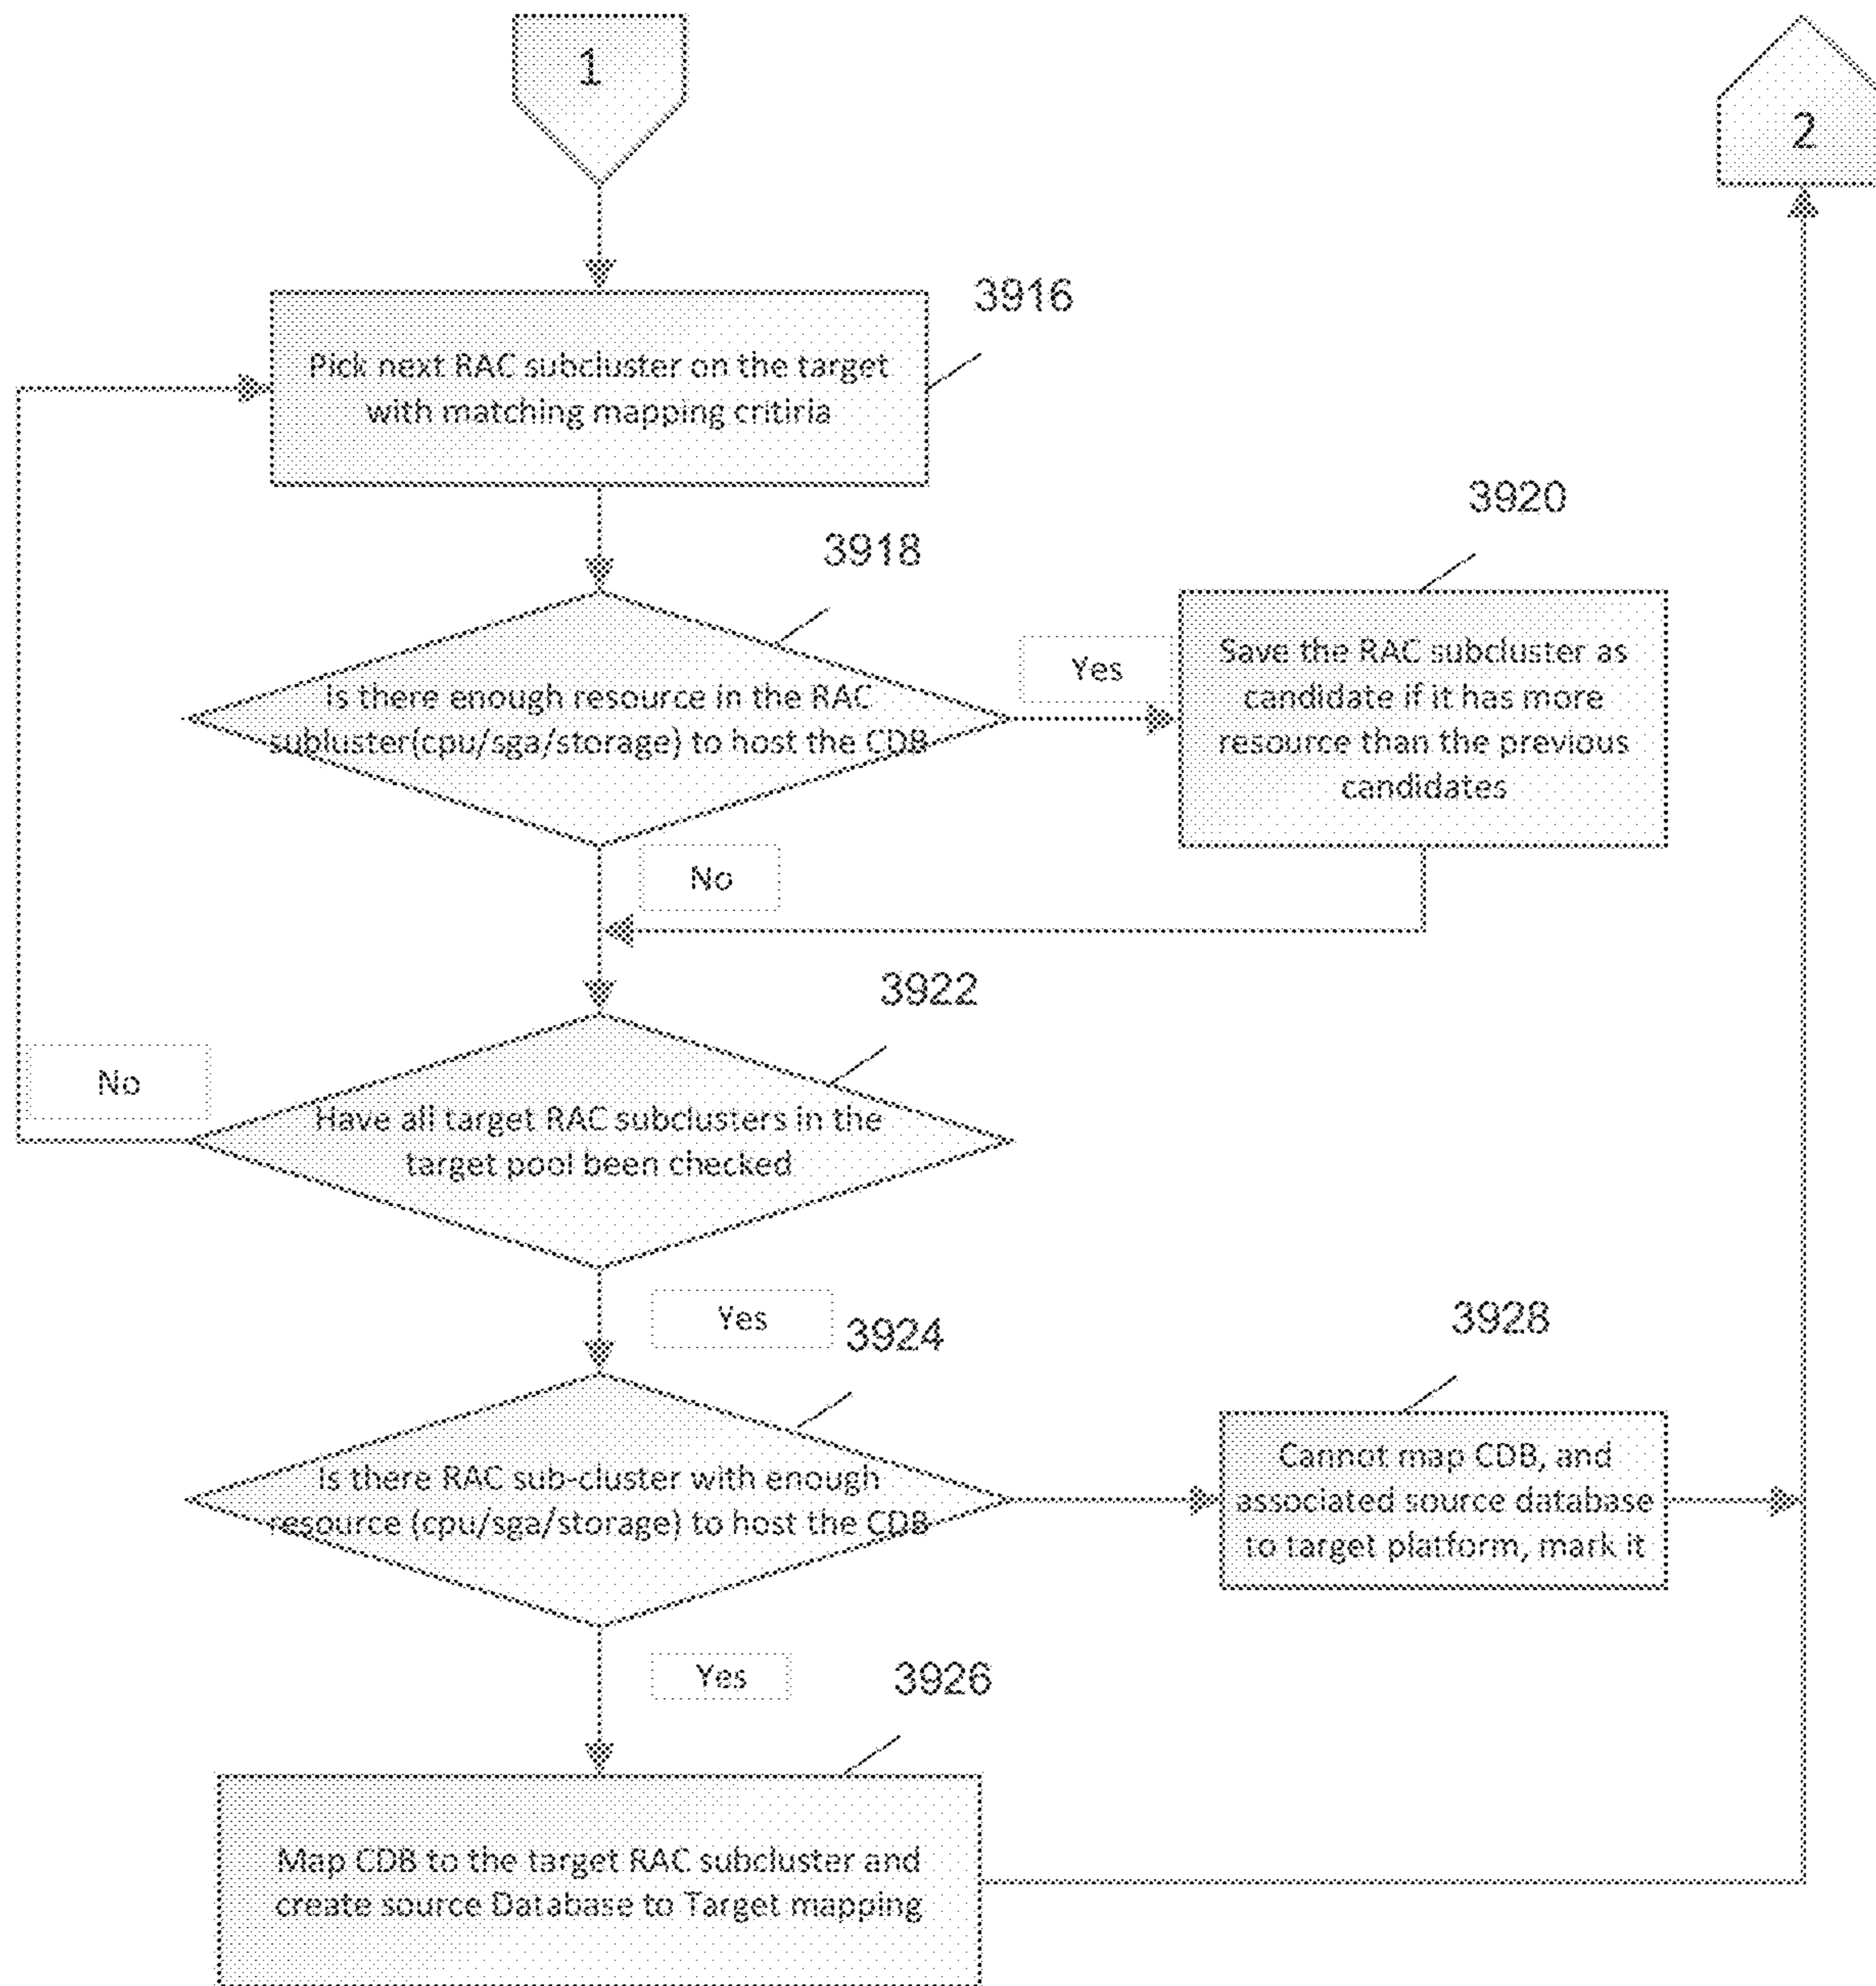 1
2
3916
Pick next RAC subcluster on the target
with matching mapping critiria
3918
3920
Is there enough resource in the RAC
subluster(cpu/sga/storage) to host the CDB
Yes
Save the RAC subcluster as
candidate if it has more
resource than the previous
candidates
No
3922
Have all target RAC subclusters in the
target pool been checked
No
Yes
3924
3928
Is there RAC sub-cluster with enough
resource (cpu/sga/storage) to host the CDB
Cannot map CDB, and
associated source database
to target platform, mark it
Yes
3926
Map CDB to the target RAC subcluster and
create source Database to Target mapping